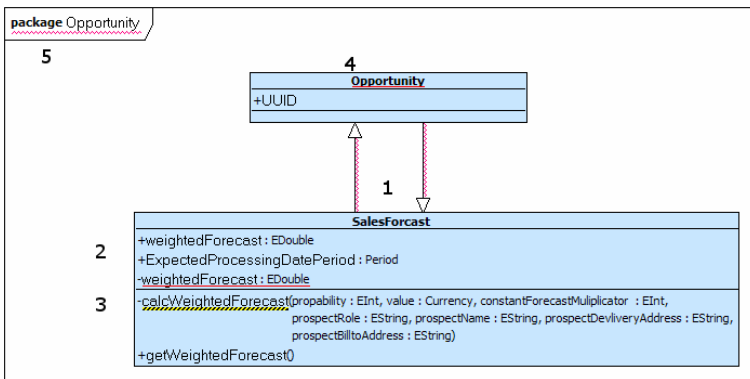 package Opportunity
5
4
Opportunity
+UUID
1
SalesForcast
2
+weightedForecast : EDouble
+ExpectedProcessingDatePeriod : Period
-weightedForecast : EDouble
3
-calcWeightedForecast(propability : EInt, value : Currency, constantForecastMuliplicator : EInt,
prospectRole : EString, prospectName : EString, prospectDevliveryAddress : EString,
prospectBilltoAddress : EString)
+getWeightedForecast()